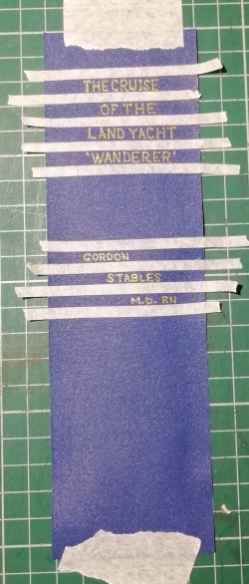 THE CRUISE
OF THE
LAND YACHT
'WANDERER'
GORDON
STABLES
M.D. RN